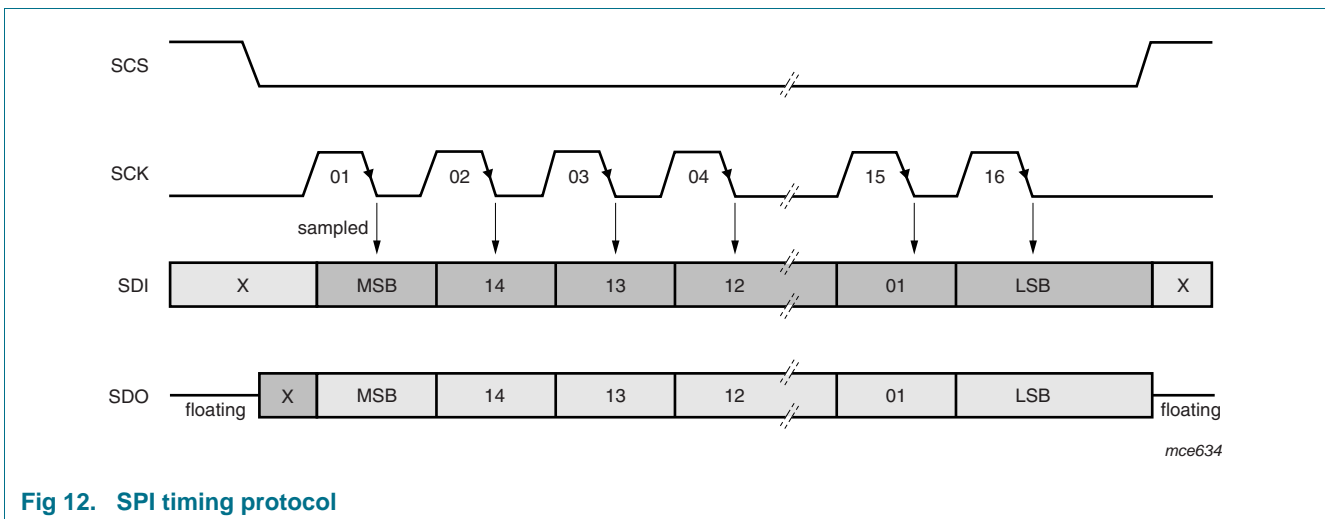 SCS
SCK
01 02 03 04 15 16
sampled
SDI
X MSB 14 13 12 01 LSB X
SDO
X MSB 14 13 12 01 LSB
floating
floating
mce634
Fig 12. SPI timing protocol